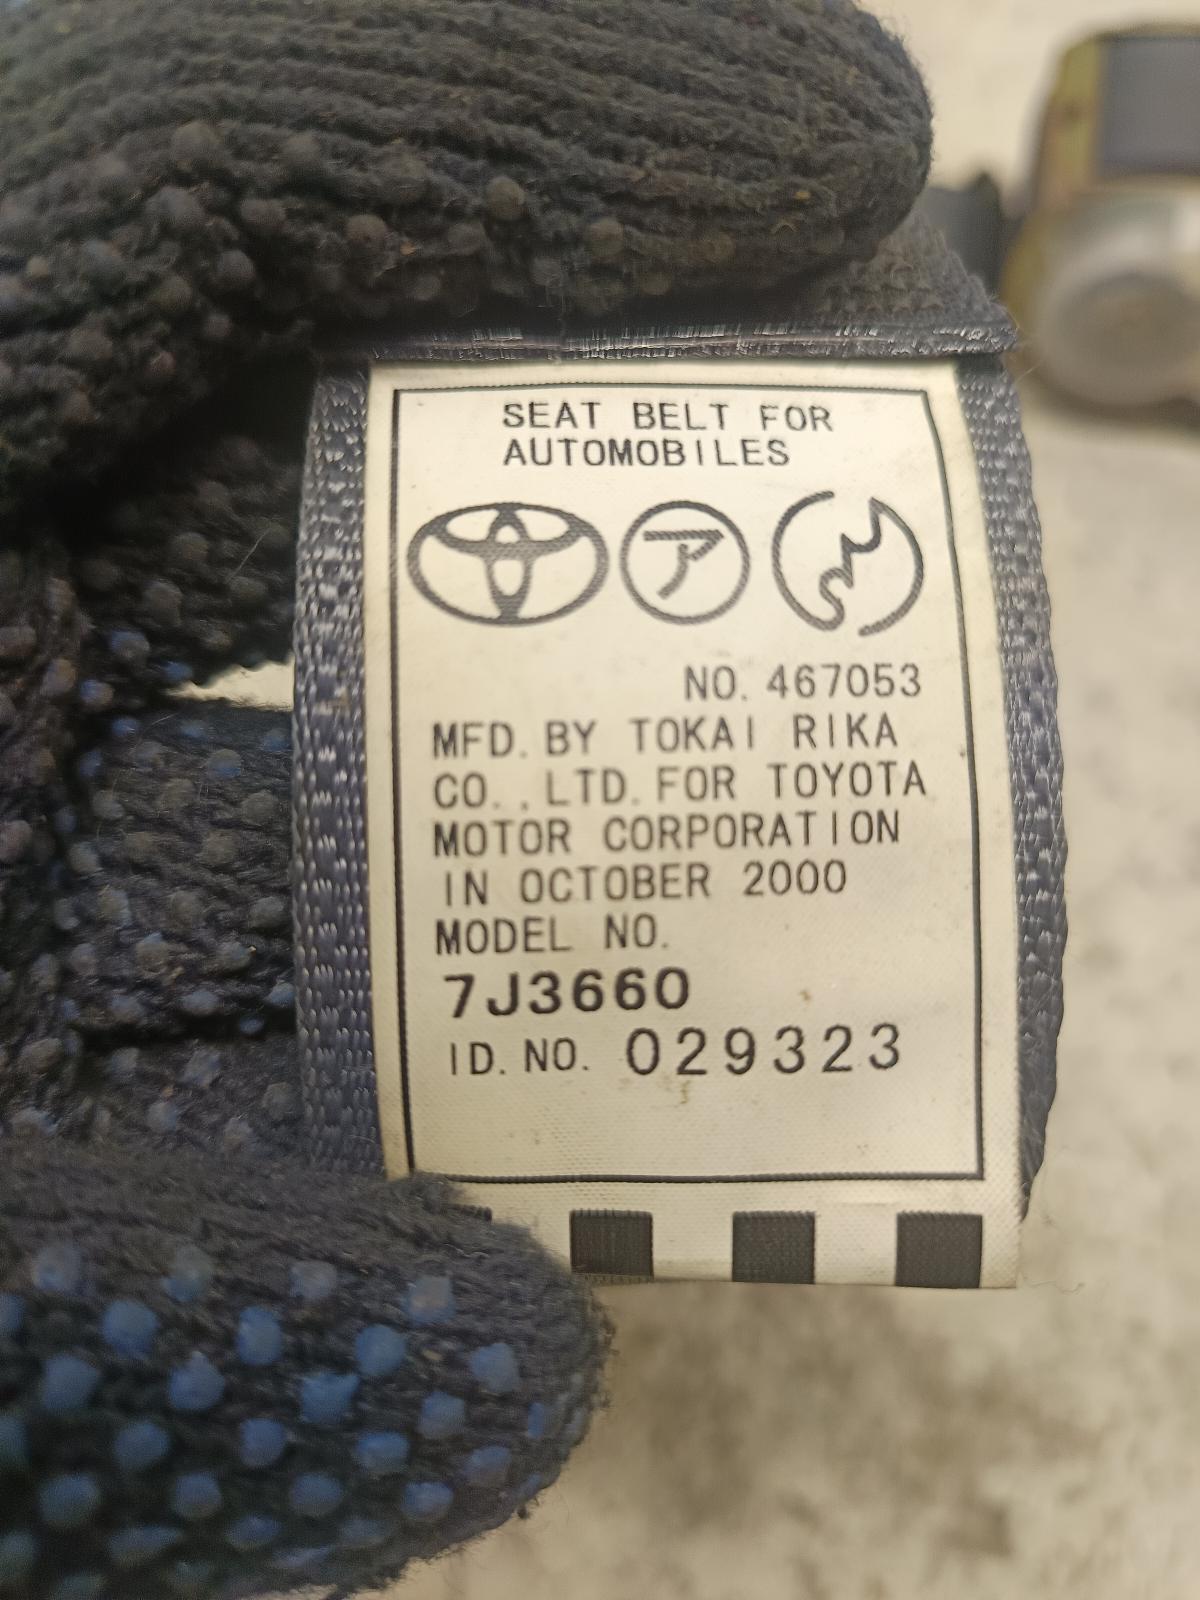 SEAT BELT FOR
AUTOMOBILES
ア
NO. 467053
MFD. BY TOKAI RIKA
CO.,LTD. FOR TOYOTA
MOTOR CORPORATION
IN OCTOBER 2000
MODEL NO.
7J3660
ID. NO. 029323